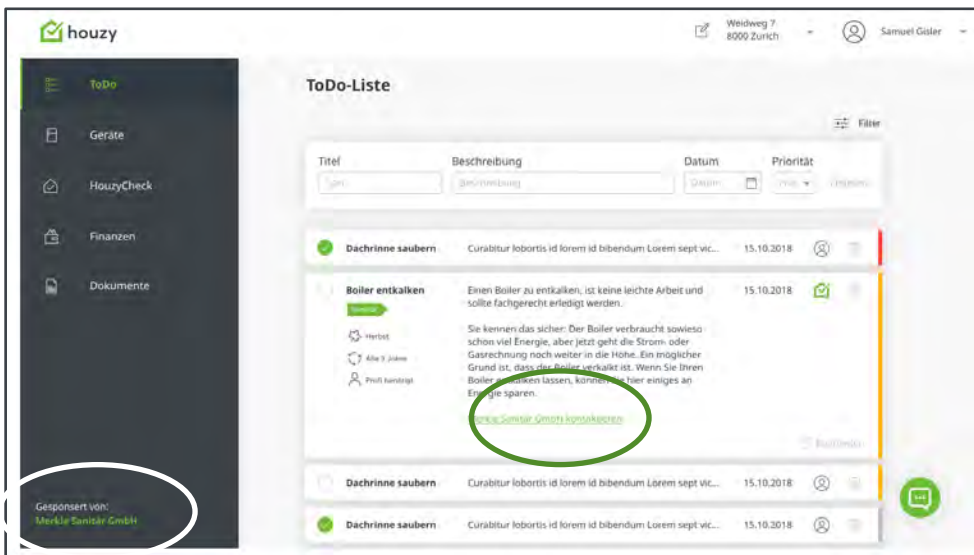 houzy
Weidweg 7
8000 Zurich
Samuel Gisler
ToDo
Geräte
HouzyCheck
Finanzen
Dokumente
Gesponsert von:
Merkle Sanitär GmbH
ToDo-Liste
Filter
Titel Beschreibung Datum Priorität
Beschreibung Datum
Dachrinne saubern Curabitur lobortis id lorem id bibendum Lorem sept vic... 15.10.2018
Boiler entkalken Einen Boiler zu entkalken, ist keine leichte Arbeit und 15.10.2018
sollte fachgerecht erledigt werden.
Sanitär
Herbst
Alle 3 Jahre
Profi benötigt
Sie kennen das sicher: Der Boiler verbraucht sowieso
schon viel Energie, aber jetzt geht die Strom- oder
Gasrechnung noch weiter in die Höhe. Ein möglicher
Grund ist, dass der Boiler verkalkt ist. Wenn Sie Ihren
Boiler entkalken lassen, können Sie hier einiges an
Energie sparen.
Merkle Sanitär GmbH kontaktieren
Bearbeiten
Dachrinne saubern Curabitur lobortis id lorem id bibendum Lorem sept vic... 15.10.2018
Dachrinne saubern Curabitur lobortis id lorem id bibendum Lorem sept vic... 15.10.2018